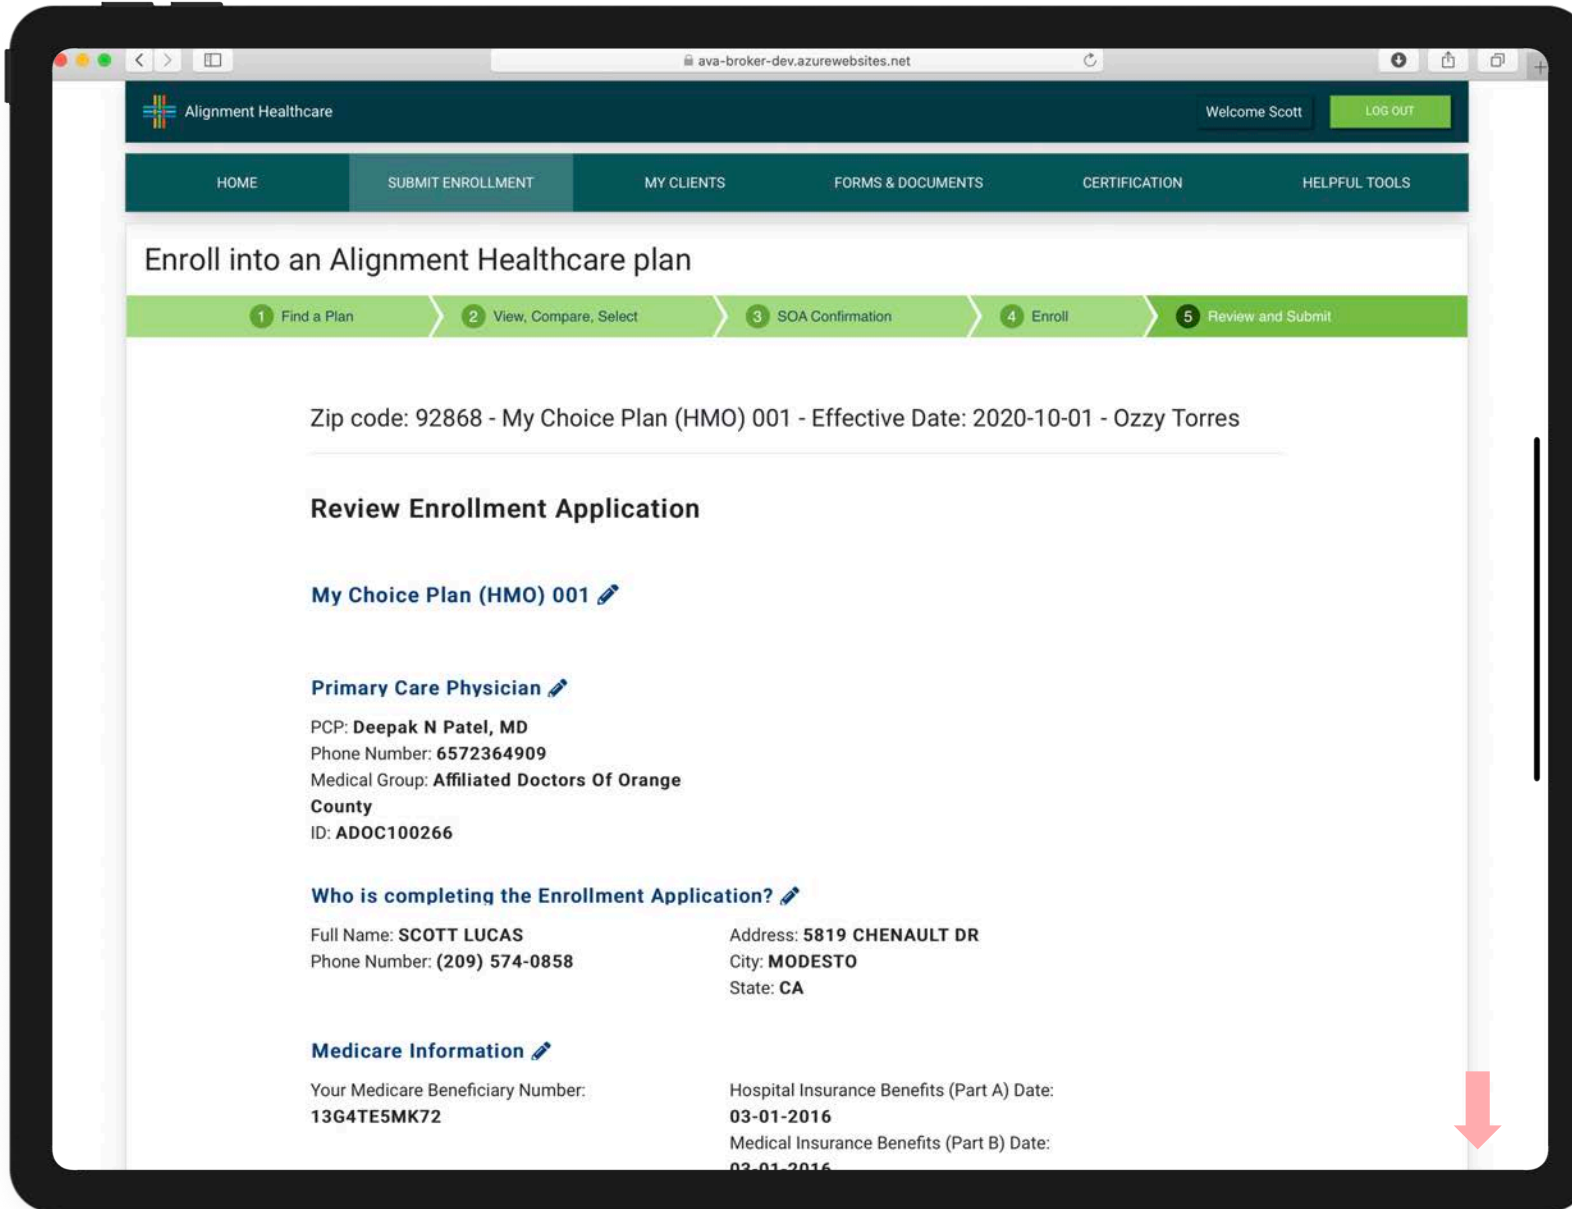 ava-broker-dev.azurewebsites.net
Alignment Healthcare
Welcome Scott
LOG OUT
HOME
SUBMIT ENROLLMENT
MY CLIENTS
FORMS & DOCUMENTS
CERTIFICATION
HELPFUL TOOLS
Enroll into an Alignment Healthcare plan
1 Find a Plan
2 View, Compare, Select
3 SOA Confirmation
4 Enroll
5 Review and Submit
Zip code: 92868 - My Choice Plan (HMO) 001 - Effective Date: 2020-10-01 - Ozzy Torres
Review Enrollment Application
My Choice Plan (HMO) 001
Primary Care Physician
PCP: Deepak N Patel, MD
Phone Number: 6572364909
Medical Group: Affiliated Doctors Of Orange
County
ID: ADOC100266
Who is completing the Enrollment Application?
Full Name: SCOTT LUCAS
Phone Number: (209) 574-0858
Address: 5819 CHENAULT DR
City: MODESTO
State: CA
Medicare Information
Your Medicare Beneficiary Number:
13G4TE5MK72
Hospital Insurance Benefits (Part A) Date:
03-01-2016
Medical Insurance Benefits (Part B) Date:
03-01-2016